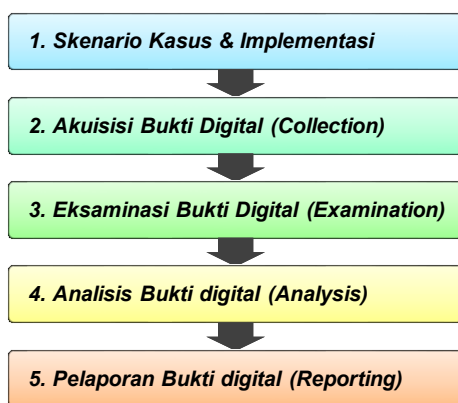 1. Skenario Kasus & Implementasi
2. Akuisisi Bukti Digital (Collection)
3. Eksaminasi Bukti Digital (Examination)
4. Analisis Bukti digital (Analysis)
5. Pelaporan Bukti digital (Reporting)